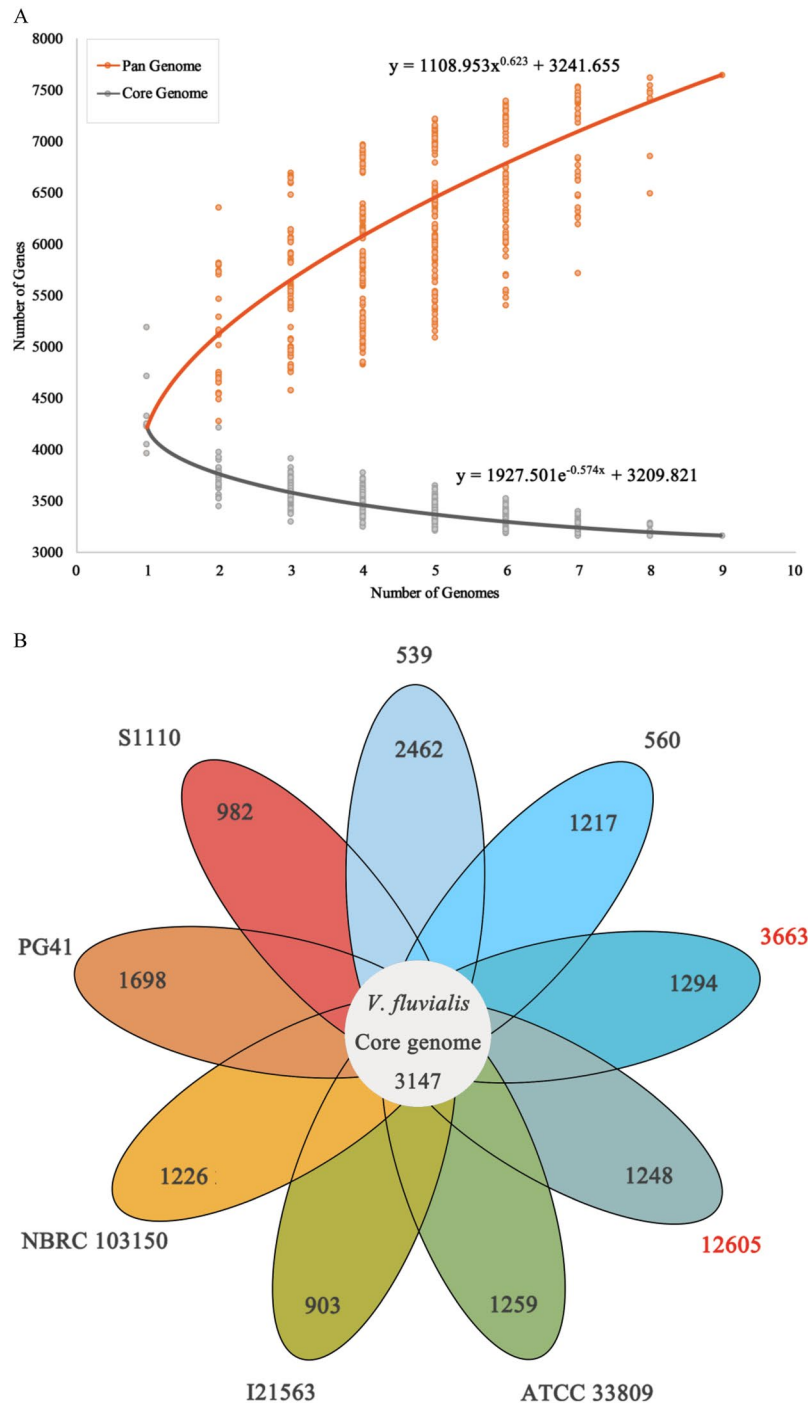 A
8000
7500
7000
6500
6000
5500
5000
4500
4000
3500
3000
Number of Genes
Pan Genome
Core Genome
y = 1108.953x^0.623 + 3241.655
y = 1927.501e^-0.574x + 3209.821
0 1 2 3 4 5 6 7 8 9 10
Number of Genomes
B
539
2462
S1110
982
560
1217
PG41
1698
3663
1294
V. fluvialis
Core genome
3147
1226
NBRC 103150
1248
12605
903
I21563
1259
ATCC 33809